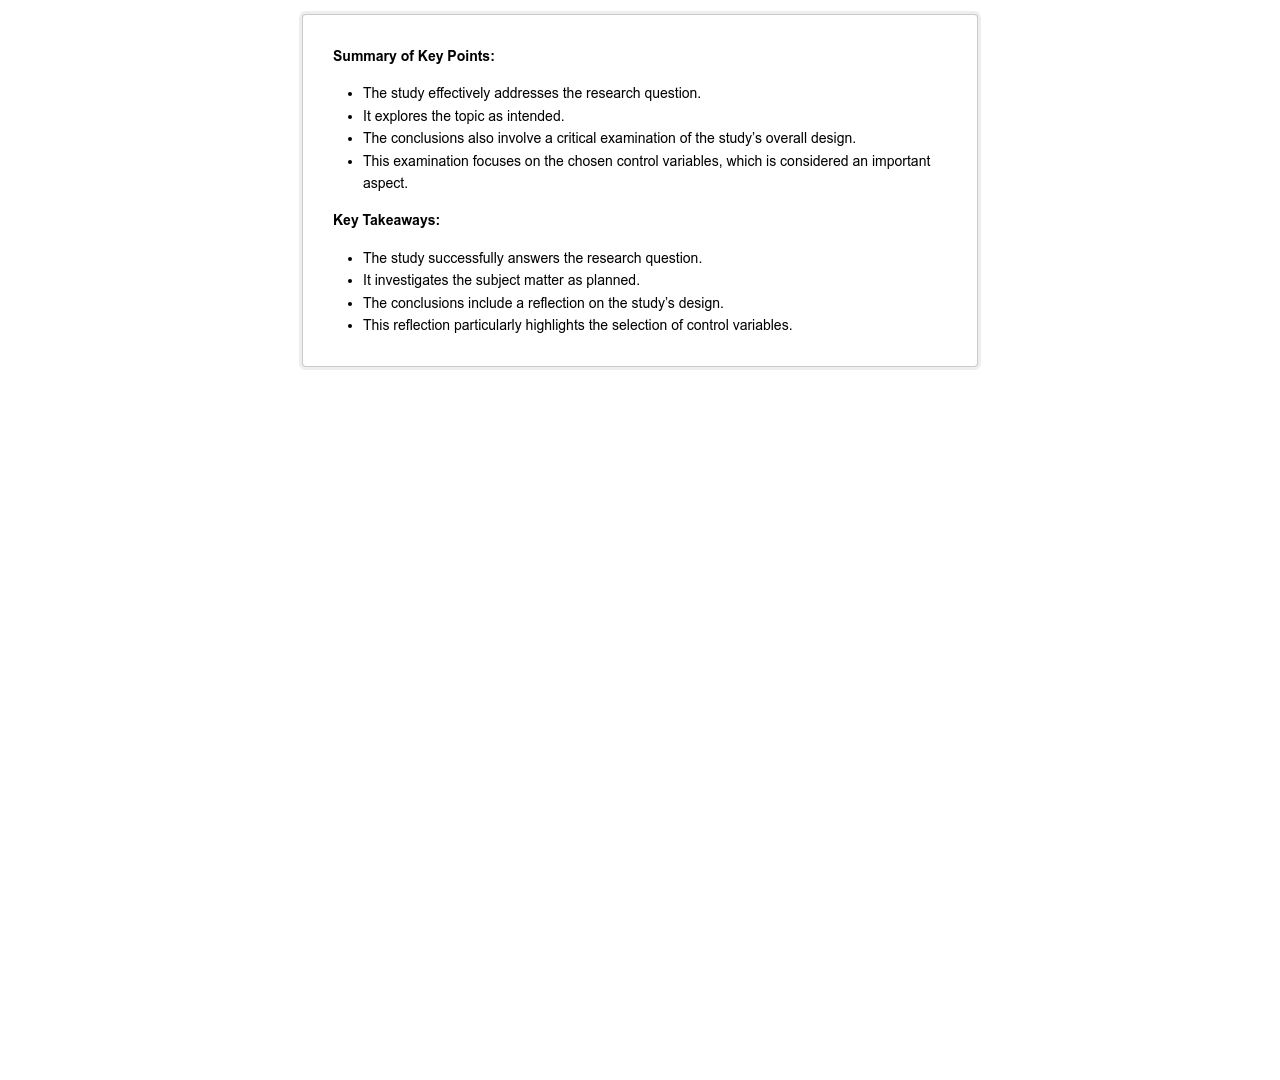 Summary of Key Points:
• The study effectively addresses the research question.
• It explores the topic as intended.
• The conclusions also involve a critical examination of the study’s overall design.
• This examination focuses on the chosen control variables, which is considered an important
aspect.
Key Takeaways:
• The study successfully answers the research question.
• It investigates the subject matter as planned.
• The conclusions include a reflection on the study’s design.
• This reflection particularly highlights the selection of control variables.